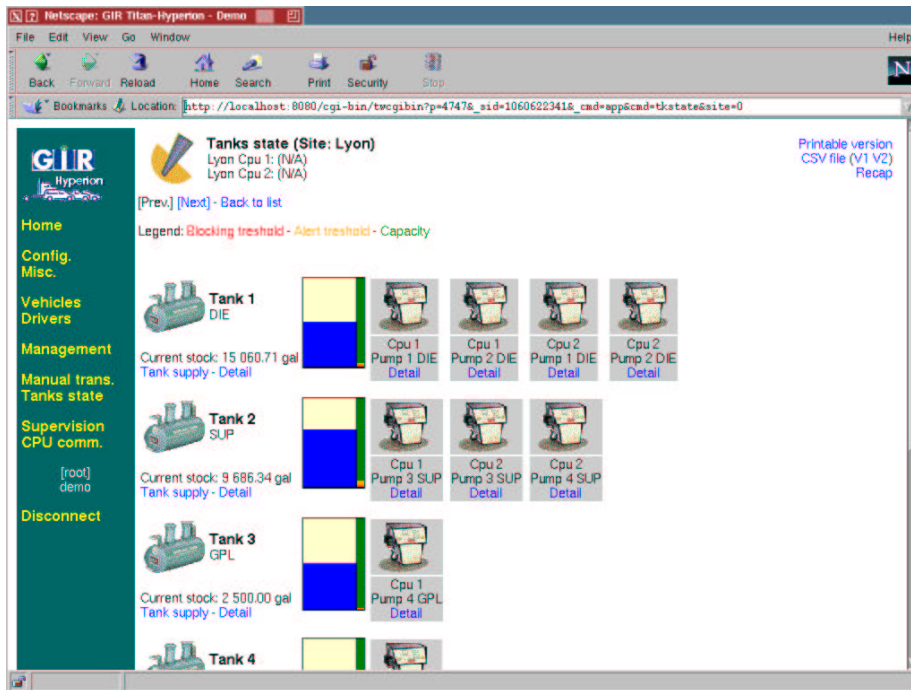 Netscape: GIR Titan-Hyperion - Demo
File Edit View Go Window Help
Back Forward Reload Home Search Print Security Stop
N
Bookmarks Location: http://localhost:8080/cgi-bin/twcgibin?p=4747&_sid=1060622341&_cmd=app&cmd=tkstate&site=0
GIR
Hyperion
Home
Config.
Misc.
Vehicles
Drivers
Management
Manual trans.
Tanks state
Supervision
CPU comm.
[root]
demo
Disconnect
Tanks state (Site: Lyon)
Lyon Cpu 1: (N/A)
Lyon Cpu 2: (N/A)
Printable version
CSV file (V1 V2)
Recap
[Prev.] [Next] - Back to list
Legend: Blocking treshold - Alert treshold - Capacity
Tank 1
DIE
Current stock: 15 060.71 gal
Tank supply - Detail
Cpu 1
Pump 1 DIE
Detail
Cpu 1
Pump 2 DIE
Detail
Cpu 2
Pump 1 DIE
Detail
Cpu 2
Pump 2 DIE
Detail
Tank 2
SUP
Current stock: 9 686.34 gal
Tank supply - Detail
Cpu 1
Pump 3 SUP
Detail
Cpu 2
Pump 3 SUP
Detail
Cpu 2
Pump 4 SUP
Detail
Tank 3
GPL
Current stock: 2 500.00 gal
Tank supply - Detail
Cpu 1
Pump 4 GPL
Detail
Tank 4